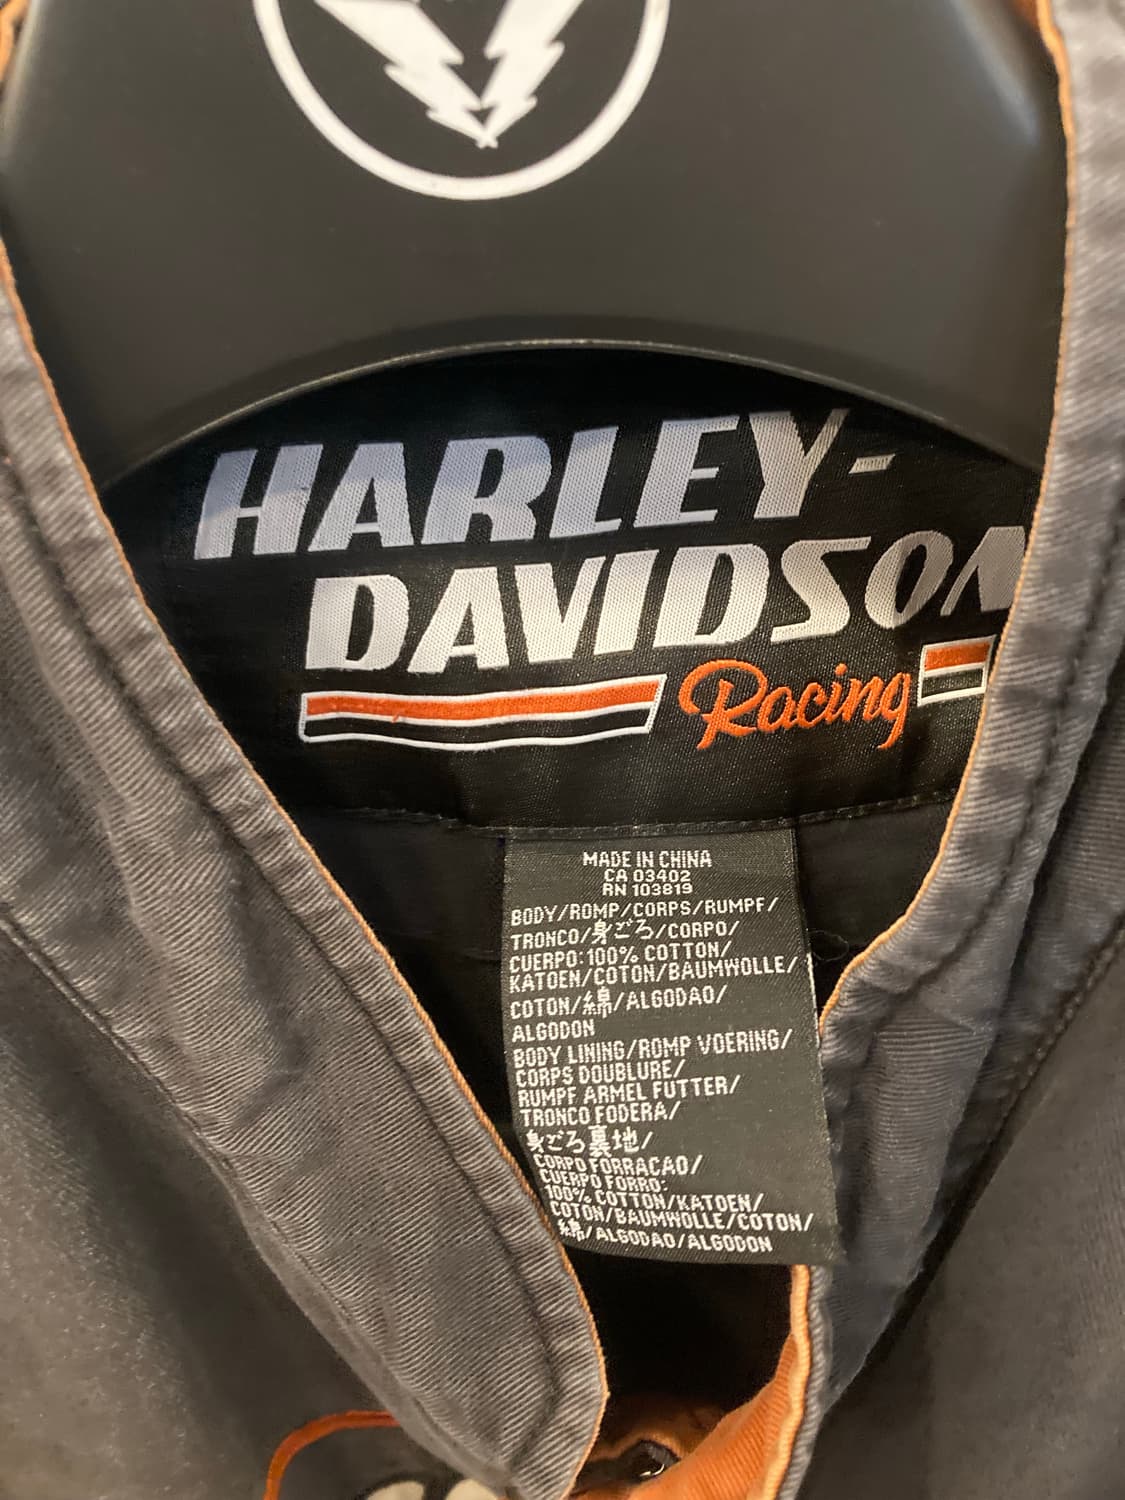 HARLEY-
DAVIDSON
Racing
MADE IN CHINA
CA 03402
RN 103819
BODY/ROMP/CORPS/RUMPF/
TRONCO/身ごろ/CORPO/
CUERPO:100% COTTON/
KATOEN/COTON/BAUMWOLLE/
COTON/綿/ALGODAO/
ALGODON
BODY LINING/ROMP VOERING/
CORPS DOUBLURE/
RUMPF ARMEL FUTTER/
TRONCO FODERA/
身ごろ裏地/
CORPO FORRACAO/
CUERPO FORRO:
100% COTTON/KATOEN/
COTON/BAUMWOLLE/COTON/
綿/ALGODAO/ALGODON